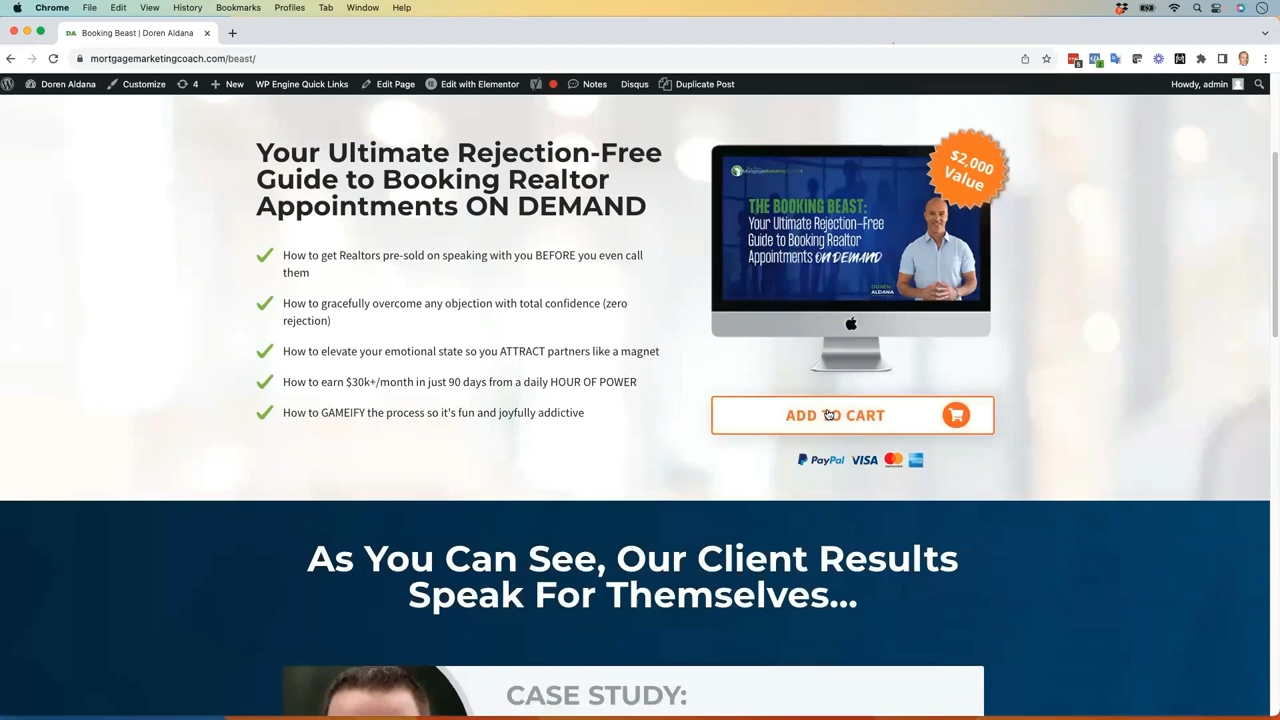 Chrome File Edit View History Bookmarks Profiles Tab Window Help
DA Booking Beast | Doren Aldana
mortgagemarketingcoach.com/beast/
Doren Aldana Customize 4 New WP Engine Quick Links Edit Page Edit with Elementor Notes Disqus Duplicate Post Howdy, admin
Your Ultimate Rejection-Free
Guide to Booking Realtor
Appointments ON DEMAND
How to get Realtors pre-sold on speaking with you BEFORE you even call
them
How to gracefully overcome any objection with total confidence (zero
rejection)
How to elevate your emotional state so you ATTRACT partners like a magnet
How to earn $30k+/month in just 90 days from a daily HOUR OF POWER
How to GAMEIFY the process so it's fun and joyfully addictive
$2,000
Value
THE BOOKING BEAST:
Your Ultimate Rejection-Free
Guide to Booking Realtor
Appointments ON DEMAND
DOREN
ALDANA
ADD TO CART
PayPal VISA
As You Can See, Our Client Results
Speak For Themselves...
CASE STUDY: